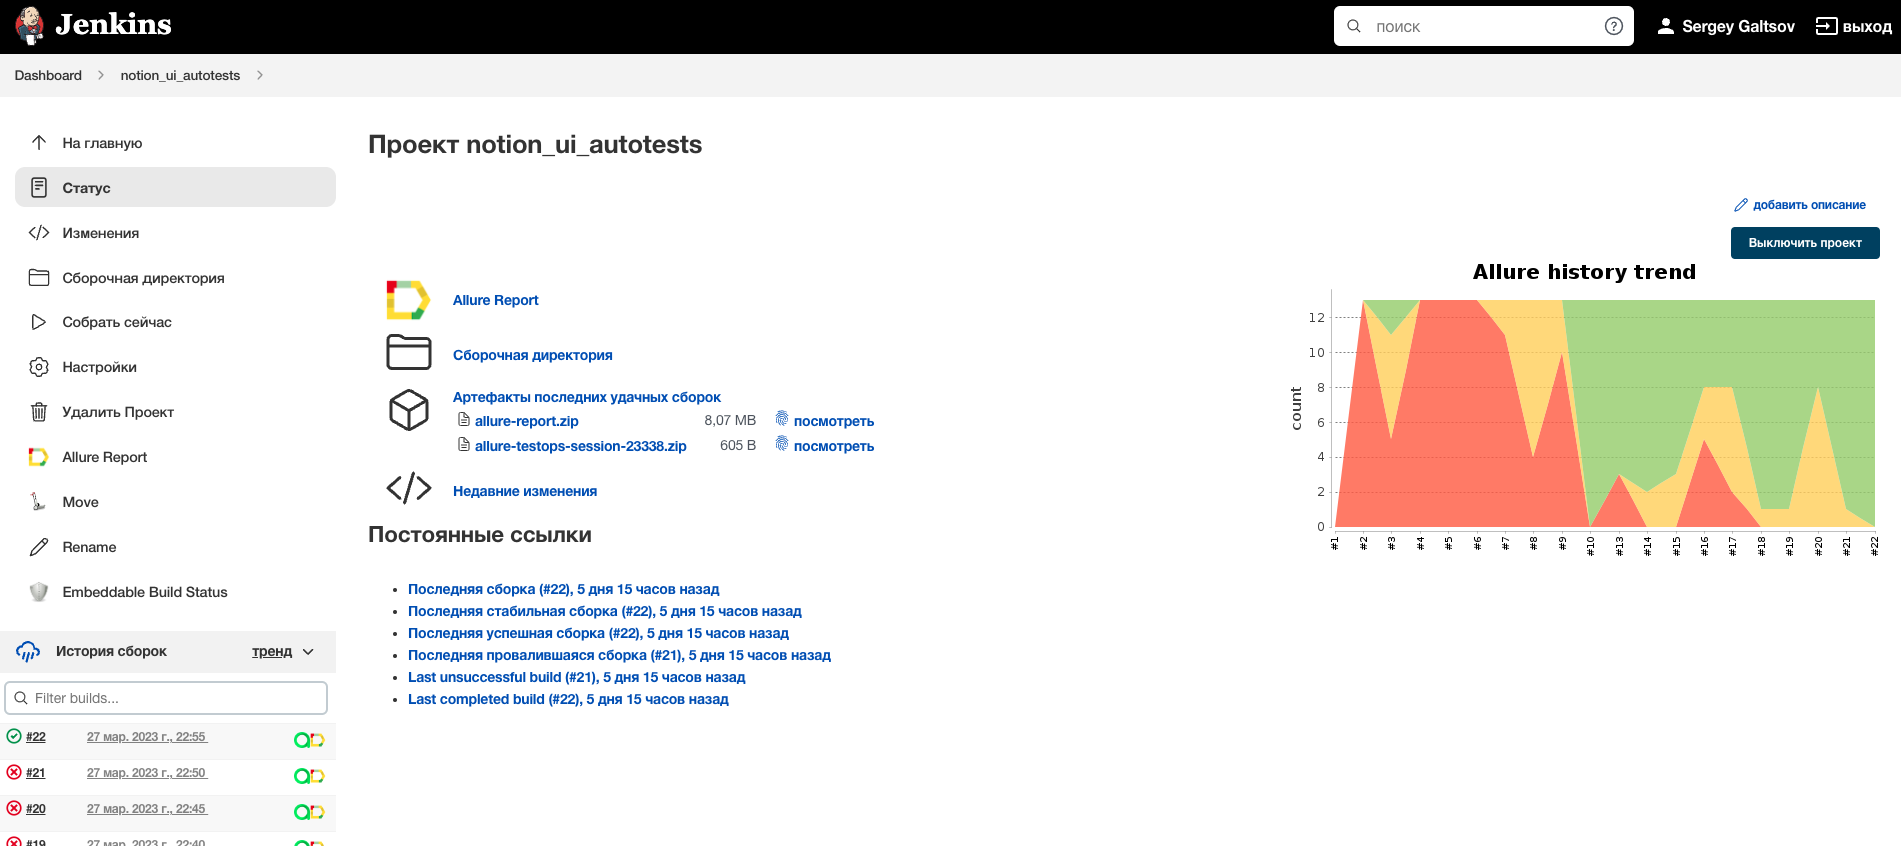 Jenkins
поиск
Sergey Galtsov
выход
Dashboard
notion_ui_autotests
На главную
Статус
Изменения
Сборочная директория
Собрать сейчас
Настройки
Удалить Проект
Allure Report
Move
Rename
Embeddable Build Status
История сборок
тренд
Filter builds...
#22 27 мар. 2023 г., 22:55
#21 27 мар. 2023 г., 22:50
#20 27 мар. 2023 г., 22:45
#19 27 мар. 2023 г., 22:40
Проект notion_ui_autotests
добавить описание
Выключить проект
Allure Report
Сборочная директория
Артефакты последних удачных сборок
allure-report.zip 8,07 MB посмотреть
allure-testops-session-23338.zip 605 B посмотреть
Недавние изменения
Постоянные ссылки
Последняя сборка (#22), 5 дня 15 часов назад
Последняя стабильная сборка (#22), 5 дня 15 часов назад
Последняя успешная сборка (#22), 5 дня 15 часов назад
Последняя провалившаяся сборка (#21), 5 дня 15 часов назад
Last unsuccessful build (#21), 5 дня 15 часов назад
Last completed build (#22), 5 дня 15 часов назад
Allure history trend
count
12
10
8
6
4
2
0
#1 #2 #3 #4 #5 #6 #7 #8 #9 #10 #13 #14 #15 #16 #17 #18 #19 #20 #21 #22